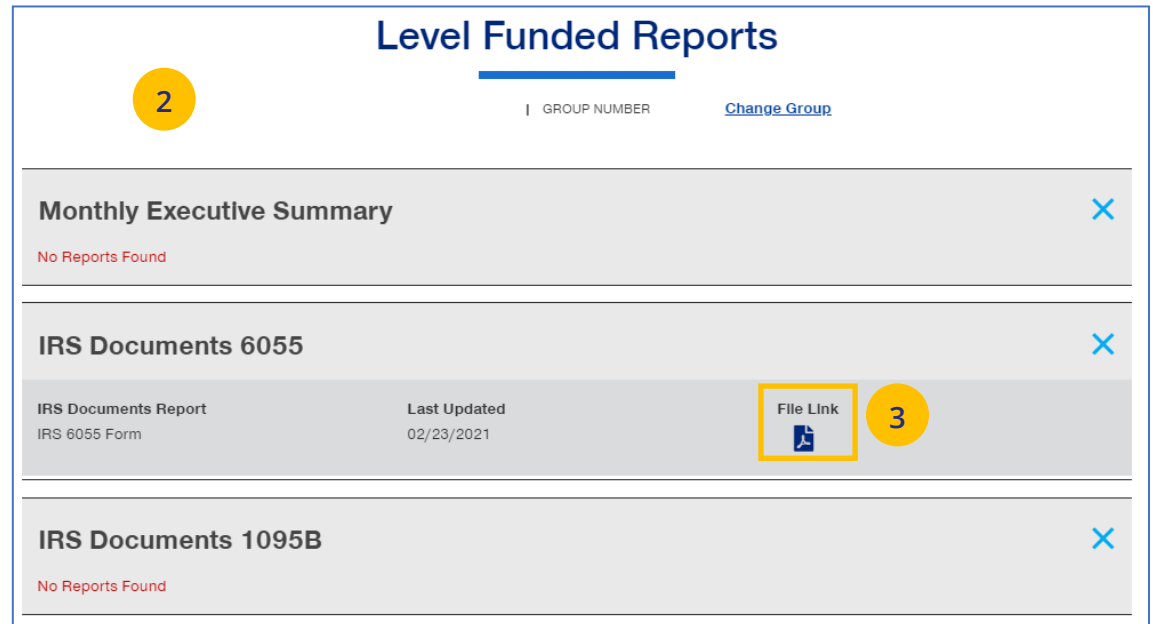 Level Funded Reports
2
| GROUP NUMBER Change Group
Monthly Executive Summary
No Reports Found
IRS Documents 6055
IRS Documents Report Last Updated File Link
IRS 6055 Form 02/23/2021
3
IRS Documents 1095B
No Reports Found